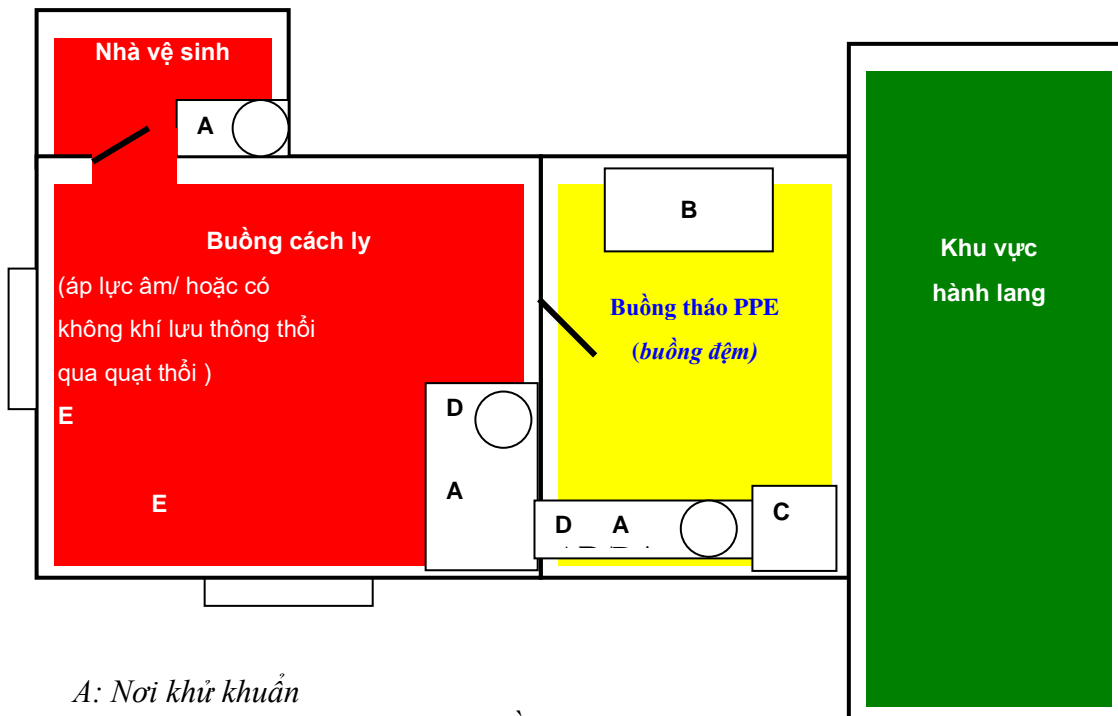 Nhà vệ sinh
A
Buồng cách ly
(áp lực âm/ hoặc có
không khí lưu thông thổi
qua quạt thổi )
E
E
D
A
B
Buồng tháo PPE
(buồng đệm)
D A
C
Khu vực
hành lang
A: Nơi khử khuẩn